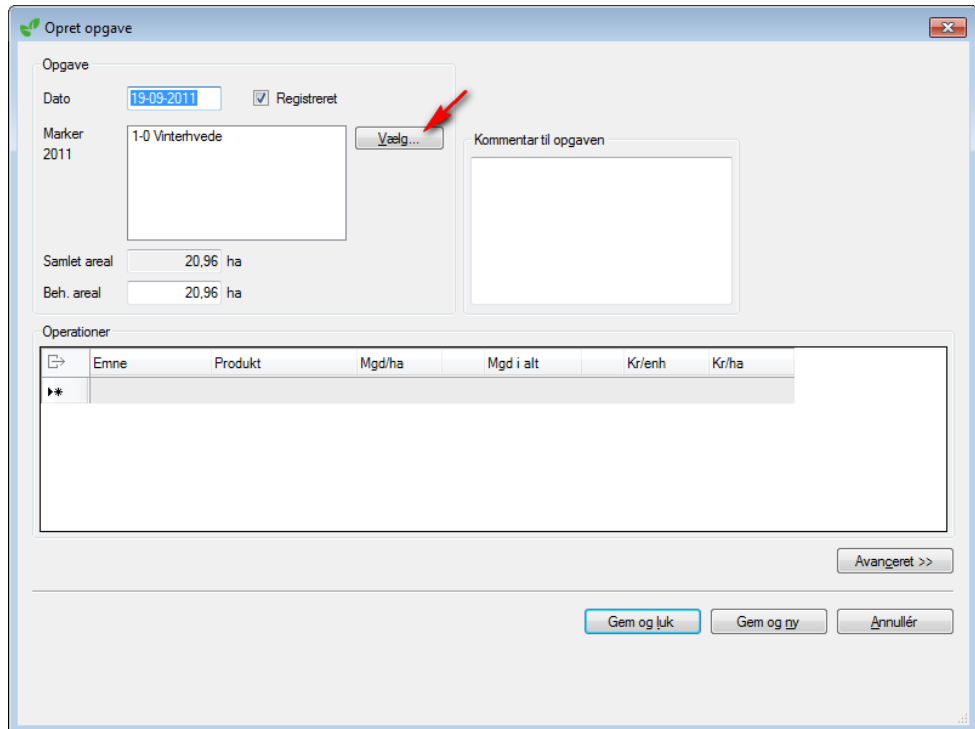 Opret opgave
Opgave
Dato 19-09-2011 Registreret
Marker 1-0 Vinterhvede Vælg...
2011
Kommentar til opgaven
Samlet areal 20,96 ha
Beh. areal 20,96 ha
Operationer
Emne Produkt Mgd/ha Mgd i alt Kr/enh Kr/ha
Avanceret >>
Gem og luk Gem og ny Annullér